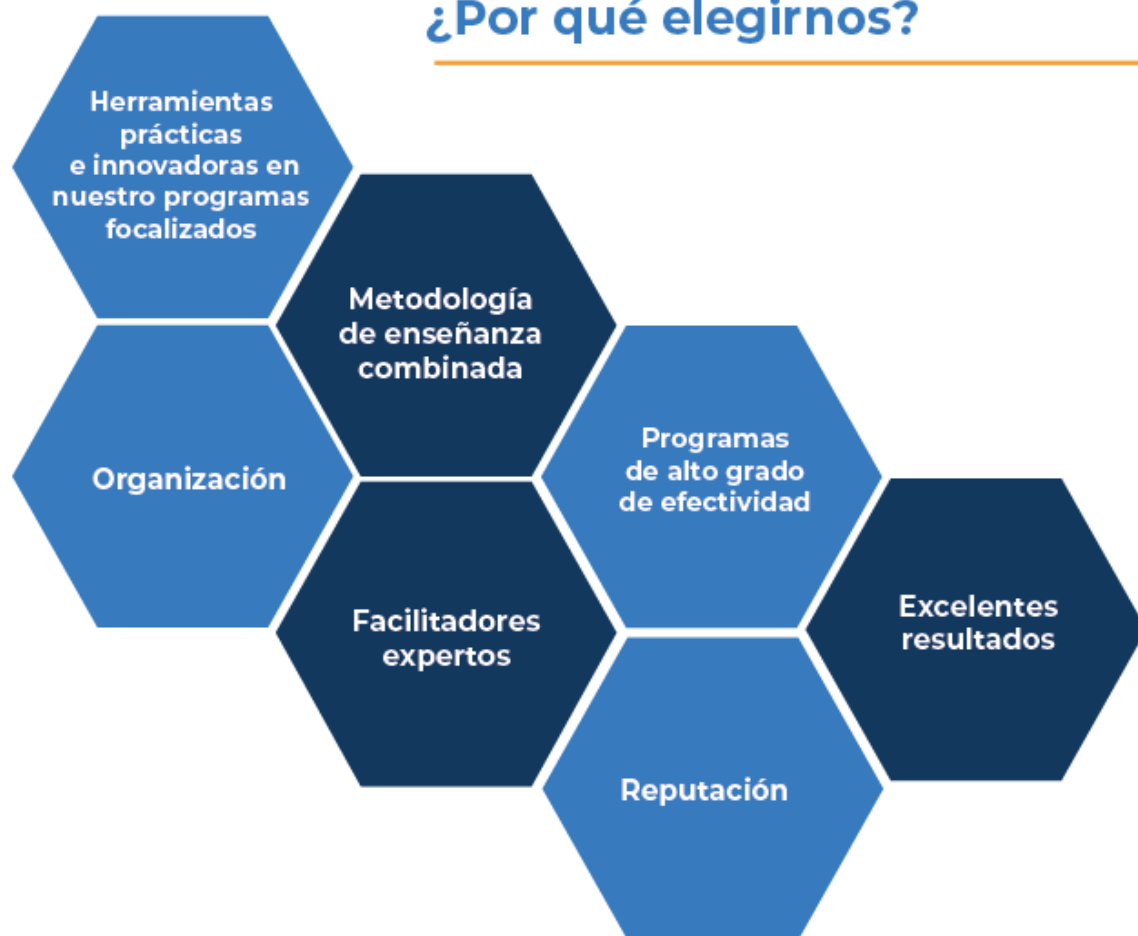 ¿Por qué elegirnos?
Herramientas
prácticas
e innovadoras en
nuestro programas
focalizados
Metodología
de enseñanza
combinada
Organización
Programas
de alto grado
de efectividad
Facilitadores
expertos
Excelentes
resultados
Reputación